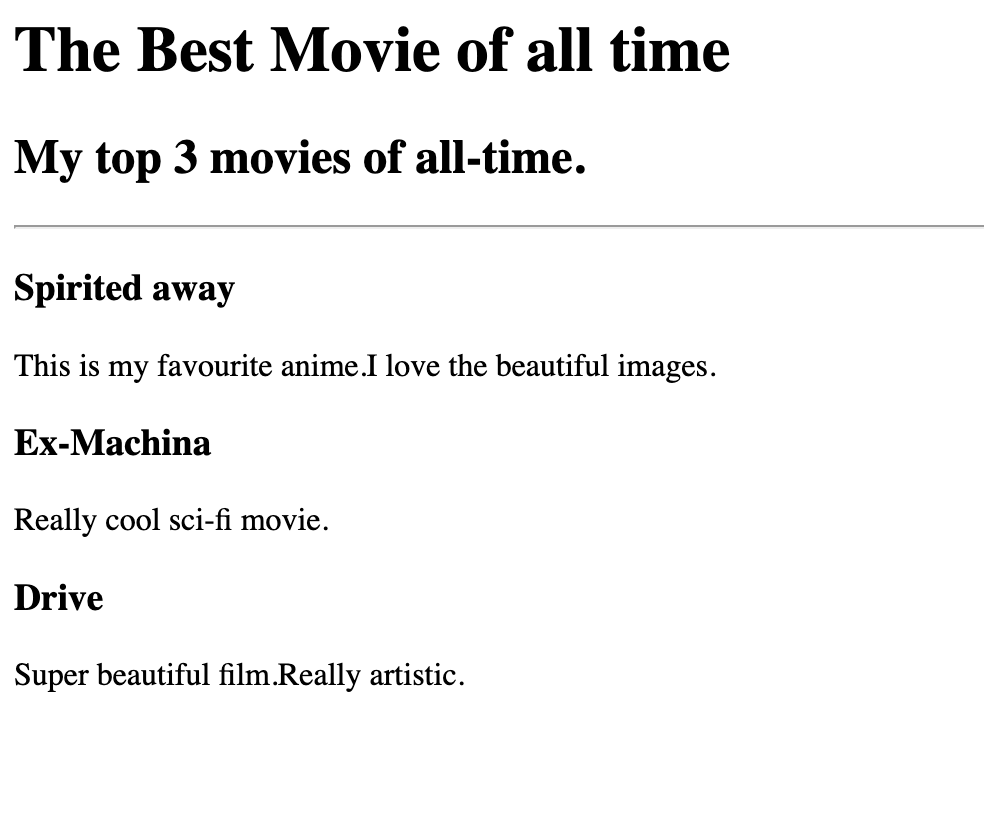 The Best Movie of all time
My top 3 movies of all-time.
Spirited away
This is my favourite anime.I love the beautiful images.
Ex-Machina
Really cool sci-fi movie.
Drive
Super beautiful film.Really artistic.